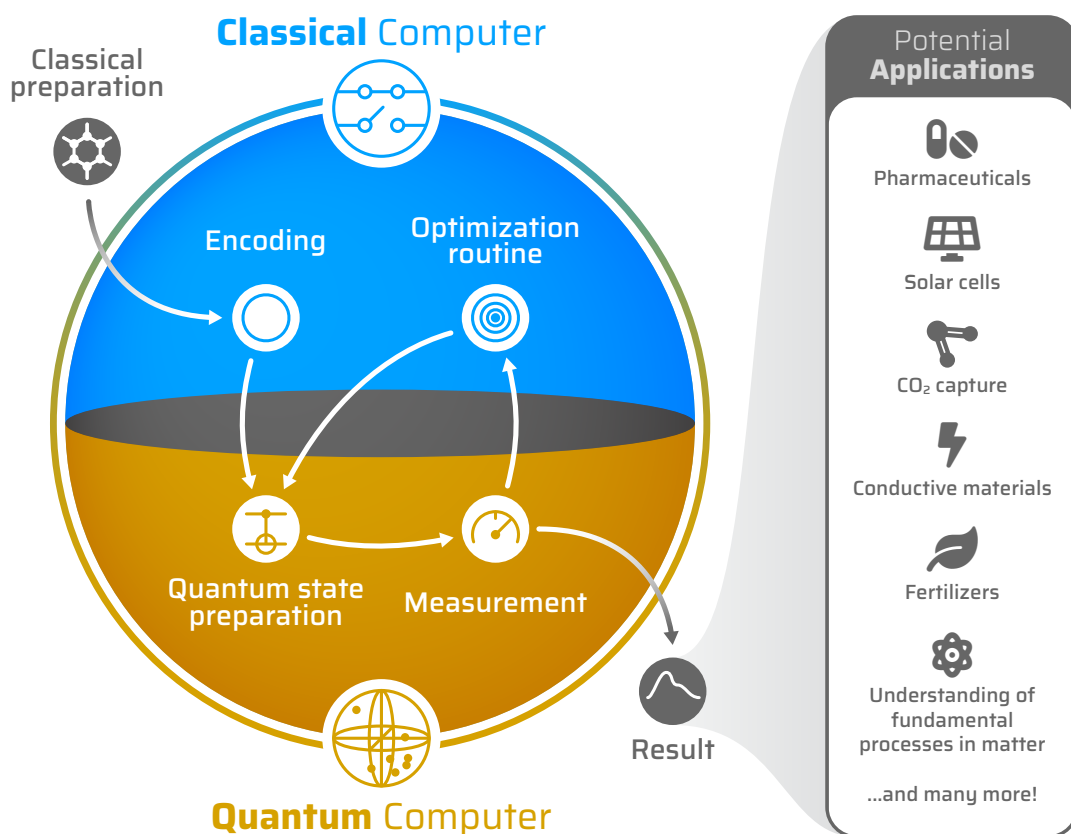 Classical Computer
Classical
preparation
Encoding
Optimization
routine
Quantum state
preparation
Measurement
Result
Quantum Computer
Potential
Applications
Pharmaceuticals
Solar cells
CO₂ capture
Conductive materials
Fertilizers
Understanding of
fundamental
processes in matter
...and many more!